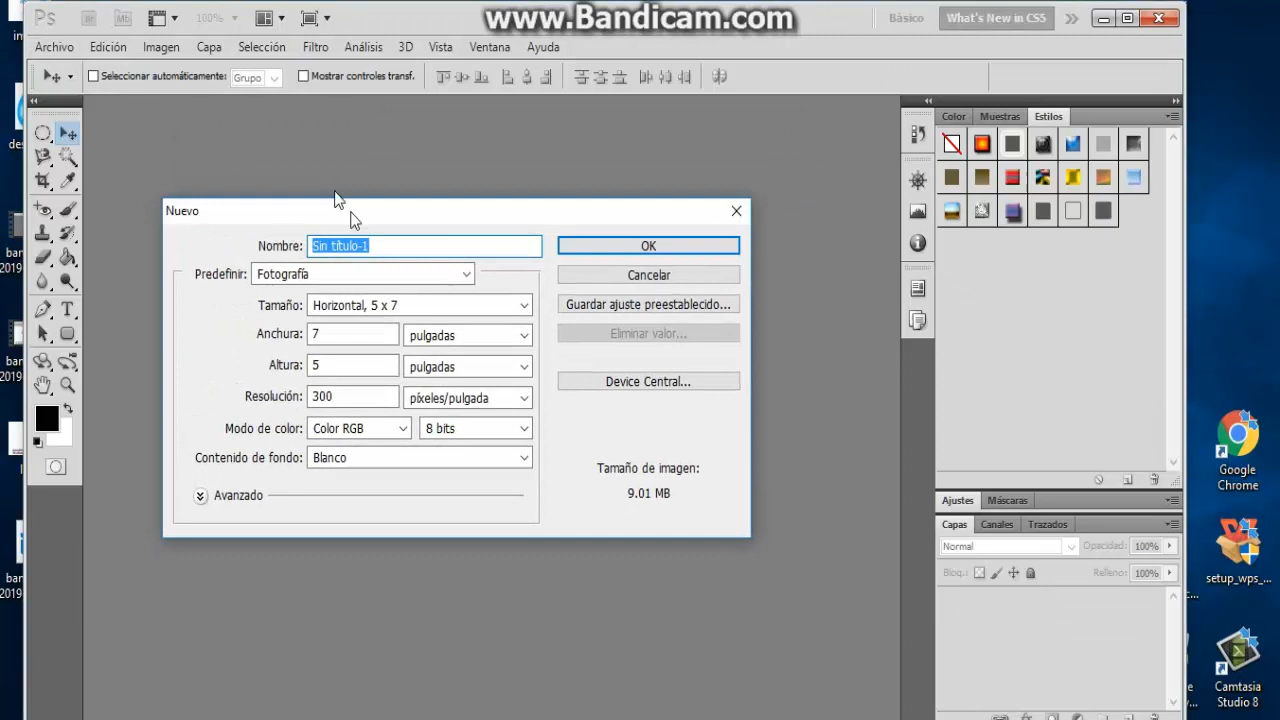 www.Bandicam.com
Ps Br Mb 100% Básico What's New in CS5
Archivo Edición Imagen Capa Selección Filtro Análisis 3D Vista Ventana Ayuda
Seleccionar automáticamente: Grupo Mostrar controles transf.
Color Muestras Estilos
Nuevo
Nombre: Sin título-1 OK
Predefinir: Fotografía Cancelar
Tamaño: Horizontal, 5 x 7 Guardar ajuste preestablecido...
Anchura: 7 pulgadas Eliminar valor...
Altura: 5 pulgadas
Device Central...
Resolución: 300 píxeles/pulgada
Modo de color: Color RGB 8 bits
Contenido de fondo: Blanco
Tamaño de imagen:
9.01 MB
Avanzado
Ajustes Máscaras
Capas Canales Trazados
Normal Opacidad: 100%
Bloq.: Relleno: 100%
Google
Chrome
setup_wps_...
Camtasia
Studio 8